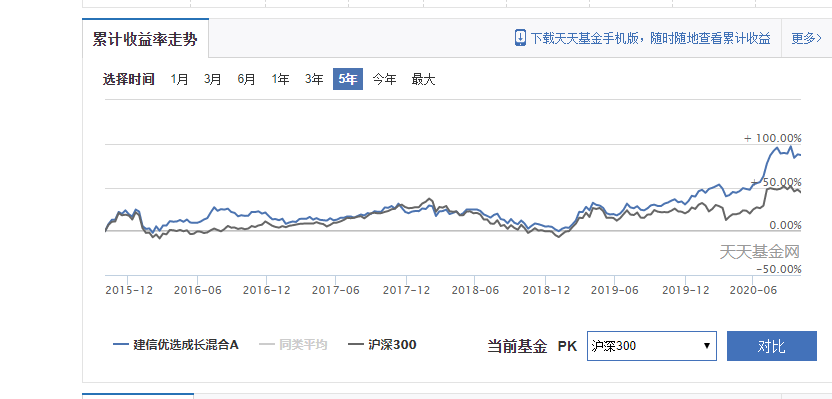 累计收益率走势 下载天天基金手机版，随时随地查看累计收益 更多>
选择时间 1月 3月 6月 1年 3年 5年 今年 最大
+ 100.00%
+ 50.00%
0.00%
天天基金网
-50.00%
2015-12 2016-06 2016-12 2017-06 2017-12 2018-06 2018-12 2019-06 2019-12 2020-06
建信优选成长混合A 同类平均 沪深300 当前基金 PK 沪深300 对比